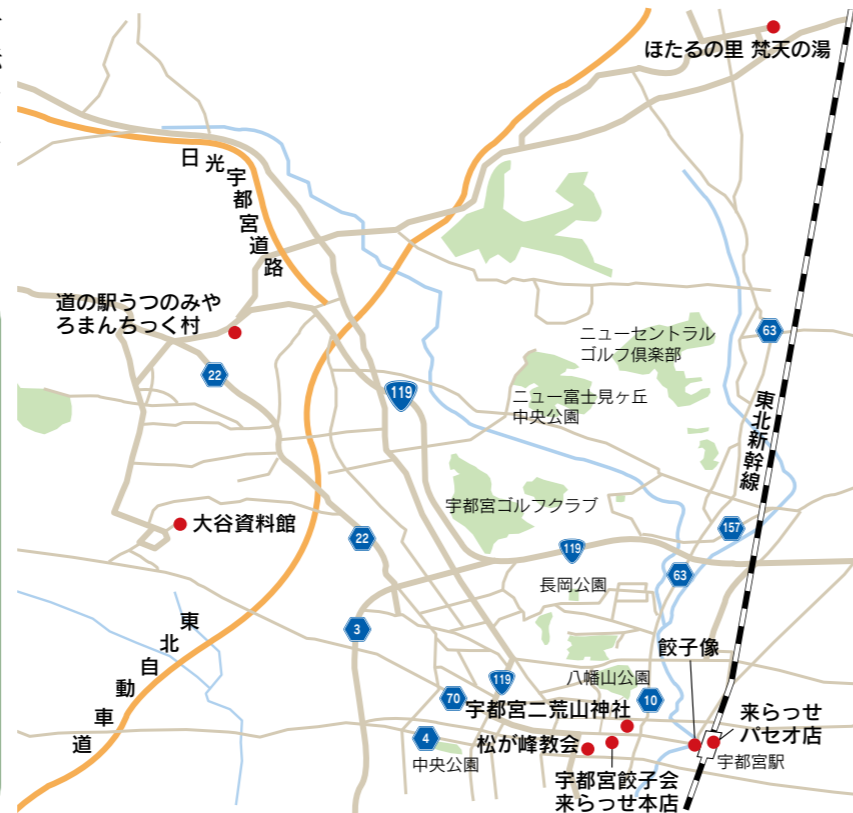 ほたるの里 梵天の湯
日光宇都宮道路
道の駅うつのみや
ろまんちっく村
22
119
ニューセントラル
ゴルフ倶楽部
63
ニュー富士見ヶ丘
中央公園
東北新幹線
宇都宮ゴルフクラブ
大谷資料館
157
22
119
長岡公園
63
3
東北自動車道
餃子像
八幡山公園
119
70
10
宇都宮二荒山神社
来らっせ
パセオ店
4
松が峰教会
宇都宮駅
中央公園
宇都宮餃子会
来らっせ本店